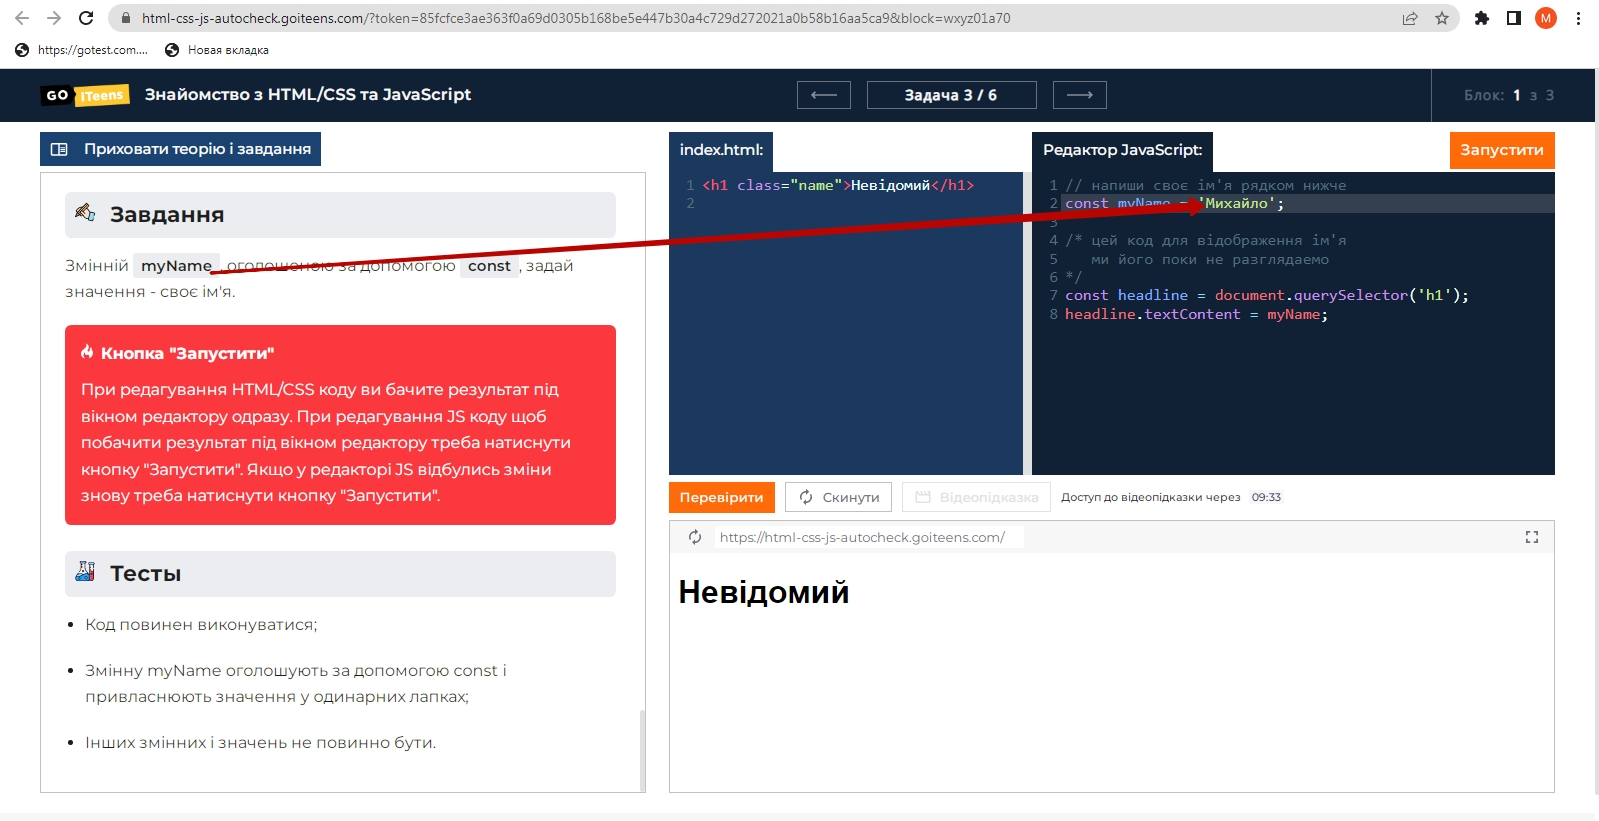 html-css-js-autocheck.goiteens.com/?token=85fcfce3ae363f0a69d0305b168be5e447b30a4c729d272021a0b58b16aa5ca9&block=wxyz01a70
M
https://gotest.com....
Новая вкладка
GO ITeens
Знайомство з HTML/CSS та JavaScript
Задача 3 / 6
Блок: 1 з 3
Приховати теорію і завдання
index.html:
Редактор JavaScript:
Запустити
Завдання
Змінній myName, оголошеною за допомогою const, задай
значення - своє ім'я.
Кнопка "Запустити"
При редагування HTML/CSS коду ви бачите результат під
вікном редактору одразу. При редагування JS коду щоб
побачити результат під вікном редактору треба натиснути
кнопку "Запустити". Якщо у редакторі JS відбулись зміни
знову треба натиснути кнопку "Запустити".
Тесты
Код повинен виконуватися;
Змінну myName оголошують за допомогою const і
привласнюють значення у одинарних лапках;
Інших змінних і значень не повинно бути.
1 <h1 class="name">Невідомий</h1>
2
1 // напиши своє ім'я рядком нижче
2 const myName = 'Михайло';
3
4 /* цей код для відображення ім'я
5 ми його поки не разглядаємо
6 */
7 const headline = document.querySelector('h1');
8 headline.textContent = myName;
Перевірити
Скинути
Відеопідказка
Доступ до відеопідказки через 09:33
https://html-css-js-autocheck.goiteens.com/
Невідомий